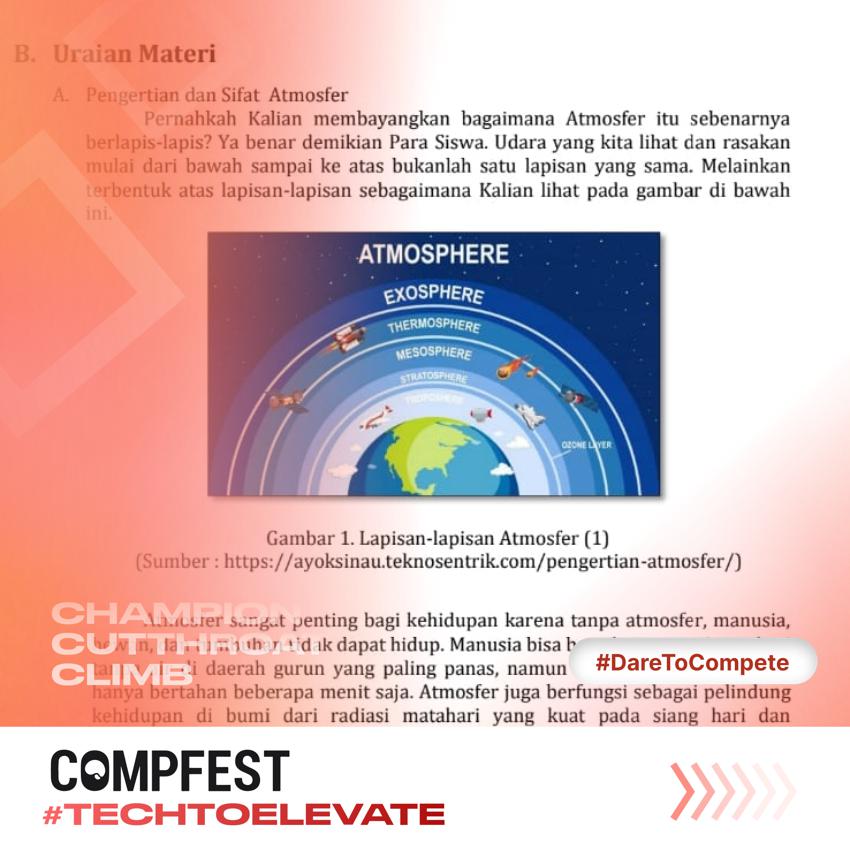 B. Uraian Materi
A. Pengertian dan Sifat Atmosfer
Pernahkah Kalian membayangkan bagaimana Atmosfer itu sebenarnya
berlapis-lapis? Ya benar demikian Para Siswa. Udara yang kita lihat dan rasakan
mulai dari bawah sampai ke atas bukanlah satu lapisan yang sama. Melainkan
terbentuk atas lapisan-lapisan sebagaimana Kalian lihat pada gambar di bawah
ini.
ATMOSPHERE
EXOSPHERE
THERMOSPHERE
MESOSPHERE
STRATOSPHERE
TROPOSHERE
OZONE LAYER
Gambar 1. Lapisan-lapisan Atmosfer (1)
(Sumber : https://ayoksinau.teknosentrik.com/pengertian-atmosfer/)
Atmosfer sangat penting bagi kehidupan karena tanpa atmosfer, manusia,
hewan, dan tumbuhan tidak dapat hidup. Manusia bisa
di daerah gurun yang paling panas, namun
hanya bertahan beberapa menit saja. Atmosfer juga berfungsi sebagai pelindung
kehidupan di bumi dari radiasi matahari yang kuat pada siang hari dan
CHAMPION
CUTTHROAT
CLIMB
#DareToCompete
COMPFEST
#TECHTOELEVATE